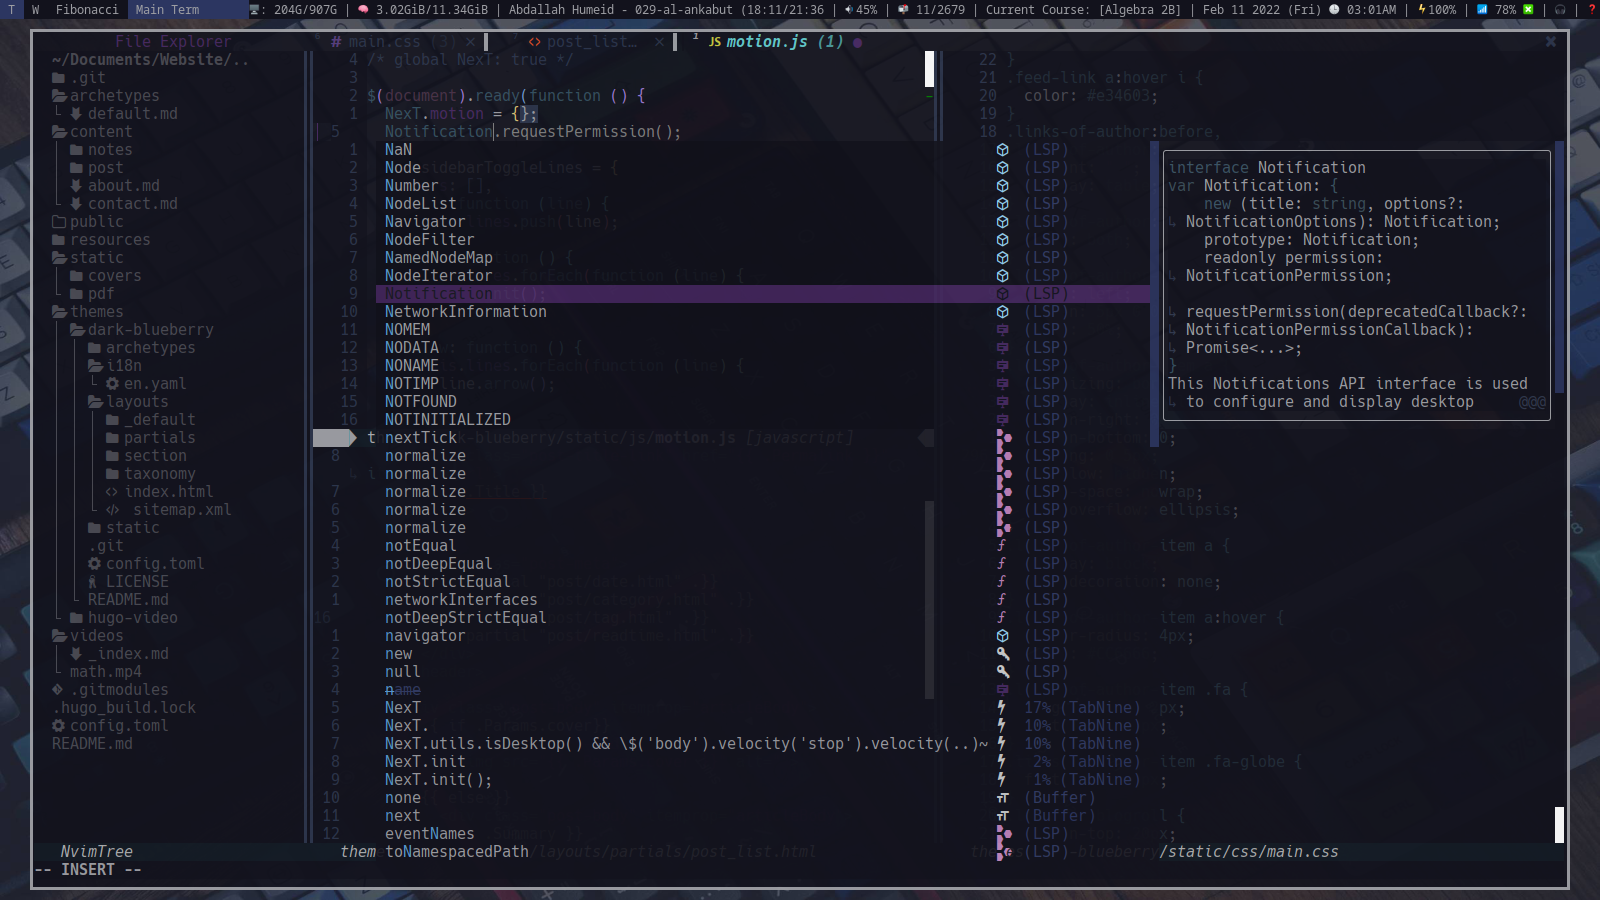 T W Fibonacci Main Term : 204G/907G | 3.02GiB/11.34GiB | Abdallah Humeid - 029-al-ankabut (18:11/21:36 | 45% | 11/2679 | Current Course: [Algebra 2B] | Feb 11 2022 (Fri) 03:01AM | 100% | 78% | | ?
File Explorer
# main.css (3) ×
<> post_list… ×
JS motion.js (1) ●
~/Documents/Website/..
.git
archetypes
default.md
content
notes
post
about.md
contact.md
public
resources
static
covers
pdf
themes
dark-blueberry
archetypes
i18n
en.yaml
layouts
_default
partials
section
taxonomy
index.html
sitemap.xml
static
.git
config.toml
LICENSE
README.md
hugo-video
videos
_index.md
math.mp4
.gitmodules
.hugo_build.lock
config.toml
README.md
NvimTree
4 /* global NexT: true */
3
2 $(document).ready(function () {
1 NexT.motion = {};
5 Notification.requestPermission();
1 NaN (LSP)
2 Node (LSP)
3 Number (LSP)
4 NodeList (LSP)
5 Navigator (LSP)
6 NodeFilter (LSP)
7 NamedNodeMap (LSP)
8 NodeIterator (LSP)
9 Notification (LSP)
10 NetworkInformation (LSP)
11 NOMEM (LSP)
12 NODATA (LSP)
13 NONAME (LSP)
14 NOTIMP (LSP)
15 NOTFOUND (LSP)
16 NOTINITIALIZED (LSP)
th nextTick k-blueberry/static/js/motion.js [javascript] (LSP)
8 normalize (LSP)
normalize (LSP)
7 normalize (LSP)
6 normalize (LSP)
5 normalize (LSP)
4 notEqual (LSP)
3 notDeepEqual (LSP)
2 notStrictEqual (LSP)
1 networkInterfaces (LSP)
16 notDeepStrictEqual (LSP)
1 navigator (LSP)
2 new (LSP)
3 null (LSP)
4 name (LSP)
5 NexT 17% (TabNine)
6 NexT. 10% (TabNine)
7 NexT.utils.isDesktop() && \$('body').velocity('stop').velocity(..)~ 10% (TabNine)
8 NexT.init 2% (TabNine)
9 NexT.init(); 1% (TabNine)
10 none (Buffer)
11 next (Buffer)
12 eventNames (LSP)
them toNamespacedPath /layouts/partials/post_list.html (LSP)
22 }
21 .feed-link a:hover i {
20 color: #e34603;
19 }
18 .links-of-author:before,
interface Notification
var Notification: {
new (title: string, options?:
↳ NotificationOptions): Notification;
prototype: Notification;
readonly permission:
↳ NotificationPermission;
↳ requestPermission(deprecatedCallback?:
↳ NotificationPermissionCallback):
↳ Promise<...>;
}
This Notifications API interface is used
↳ to configure and display desktop @@@
wrap;
ellipsis;
item a {
: none;
item a:hover {
4px;
item .fa {
px;
;
item .fa-globe {
;
l {
x;
/static/css/main.css
-- INSERT --